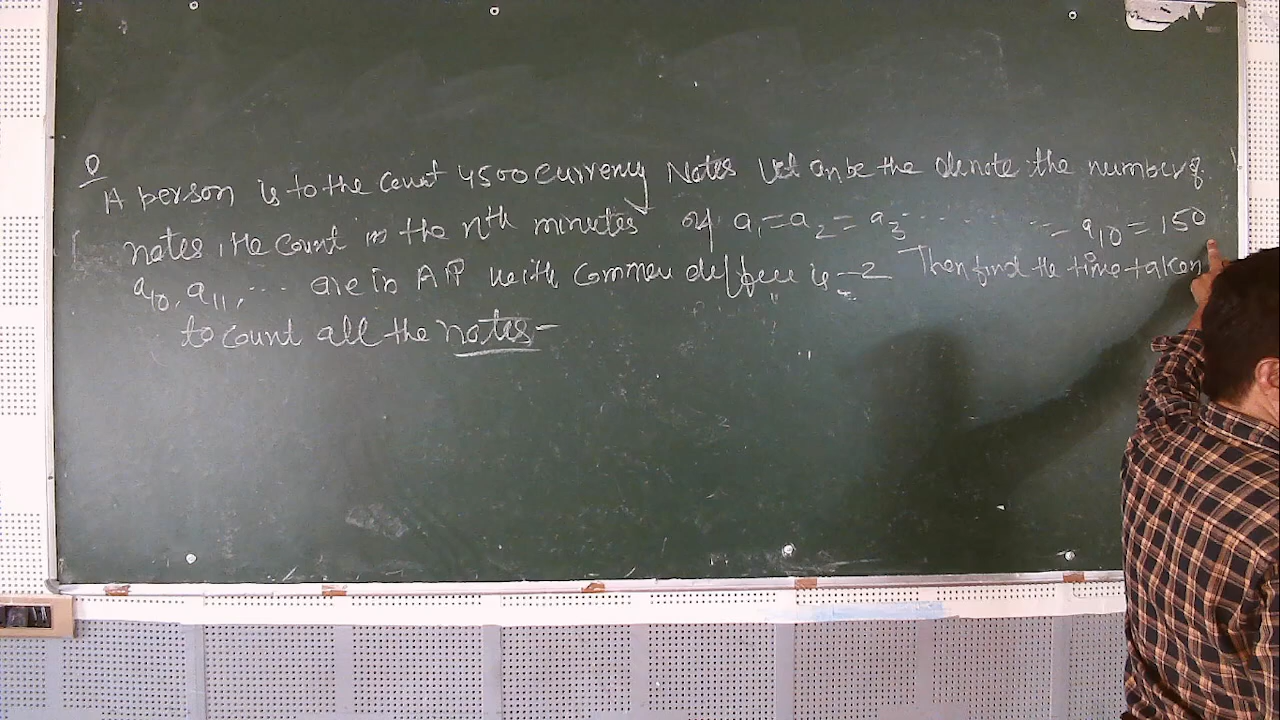 Q
A person is to the Count 4500 currency Notes Let an be the denote the number of
notes, He count in the nth minutes of a₁=a₂=a₃.........=a₁₀=150
a₁₀, a₁₁, ... are in AP with Common diffence is -2 Then find the time taken
to count all the notes-